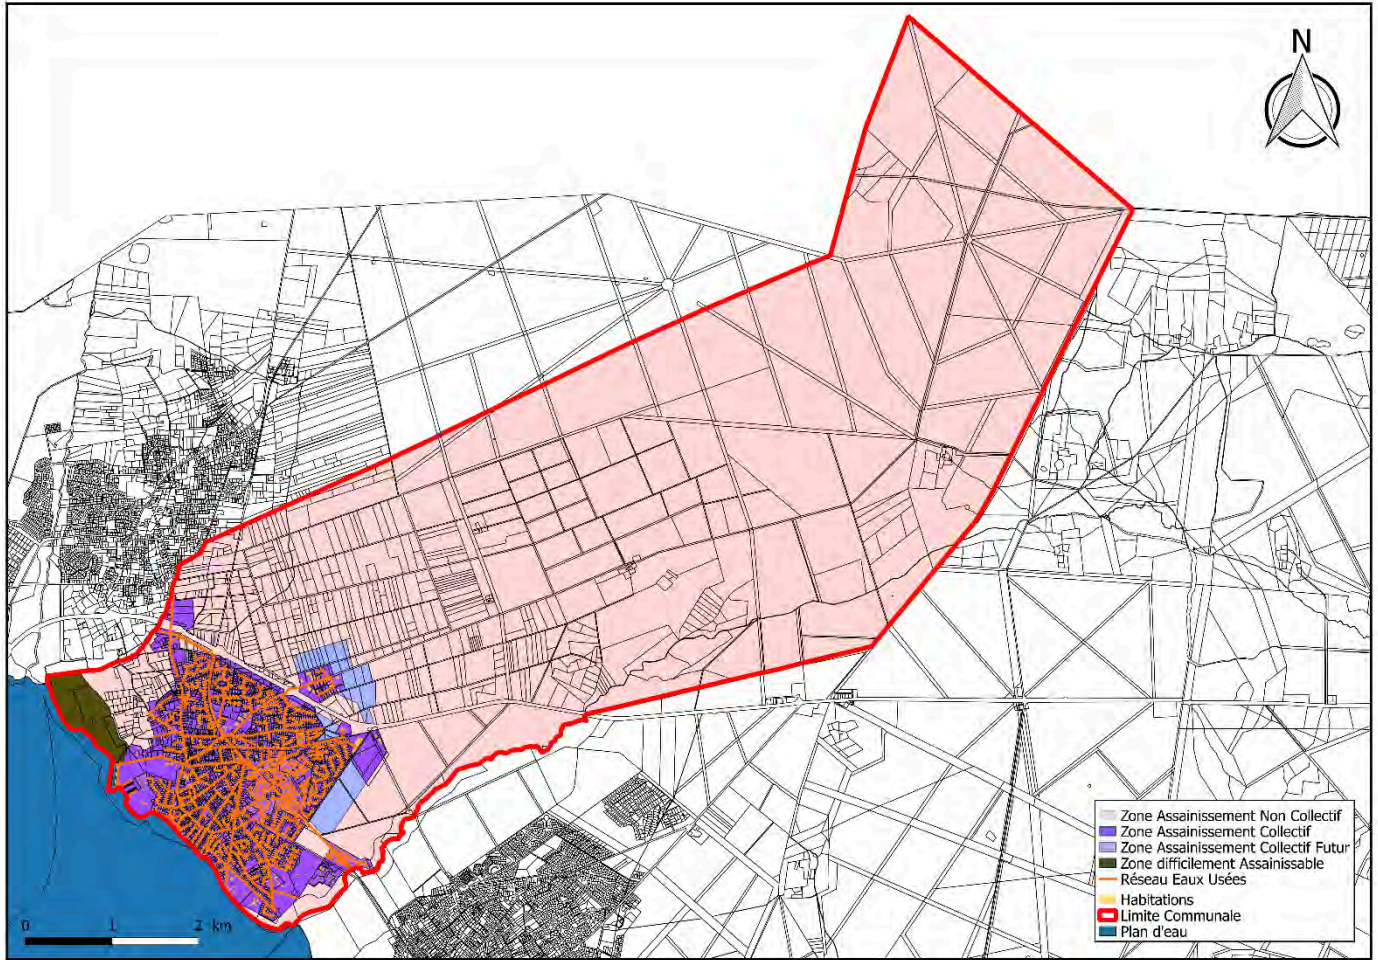 N
Zone Assainissement Non Collectif
Zone Assainissement Collectif
Zone Assainissement Collectif Futur
Zone difficilement Assainissable
Réseau Eaux Usées
Habitations
Limite Communale
Plan d'eau
0 1 2 km